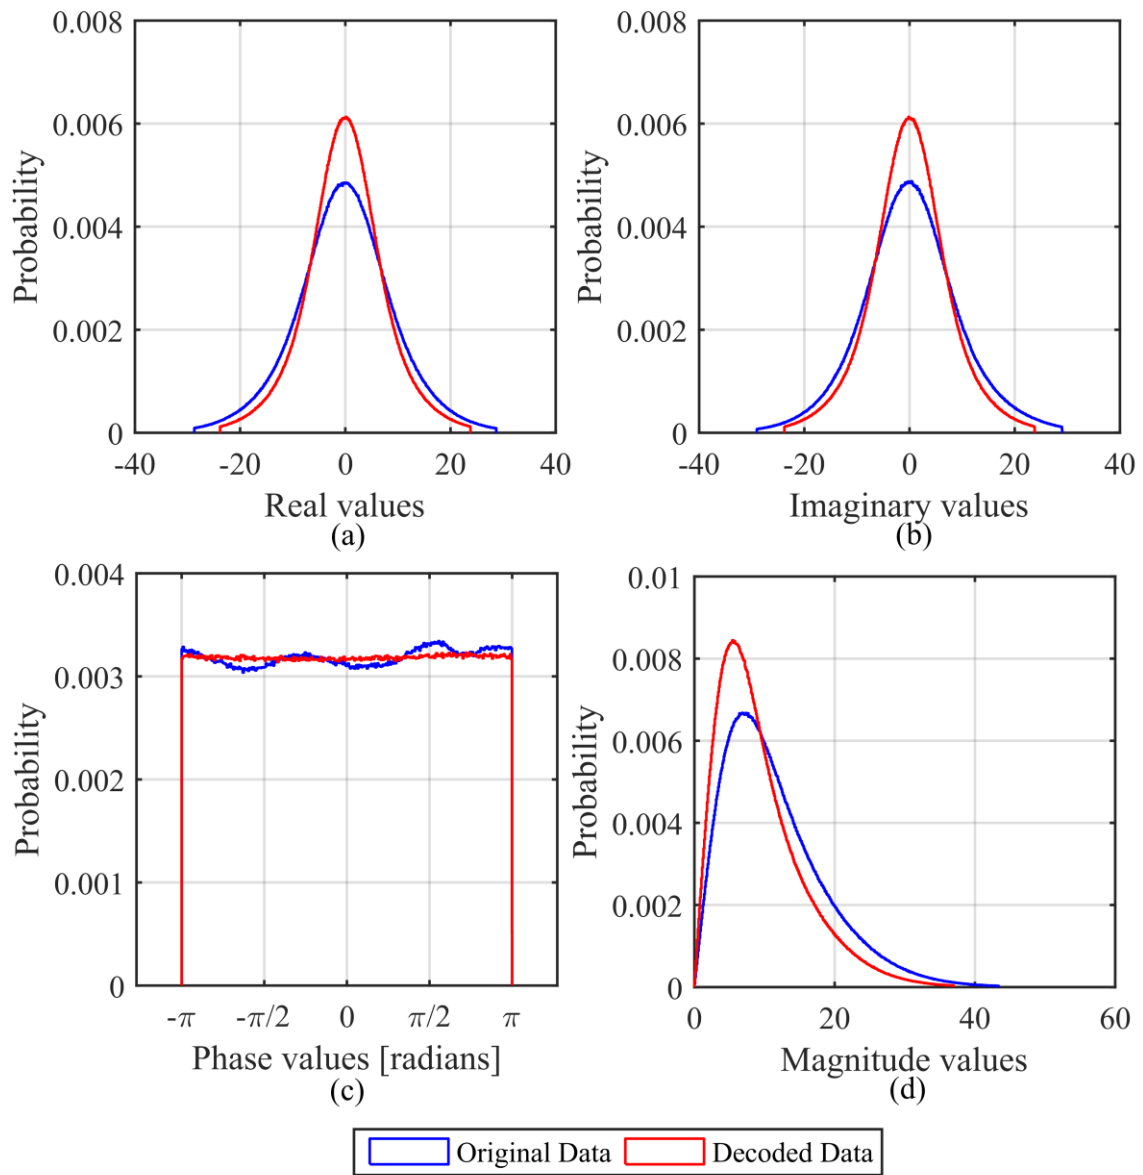 0.008
0.006
0.004
0.002
0
-40
-20
0
20
40
Probability
Real values
(a)
0.008
0.006
0.004
0.002
0
-40
-20
0
20
40
Probability
Imaginary values
(b)
0.004
0.003
0.002
0.001
0
-π
-π/2
0
π/2
π
Probability
Phase values [radians]
(c)
0.01
0.008
0.006
0.004
0.002
0
0
20
40
60
Probability
Magnitude values
(d)
Original Data
Decoded Data